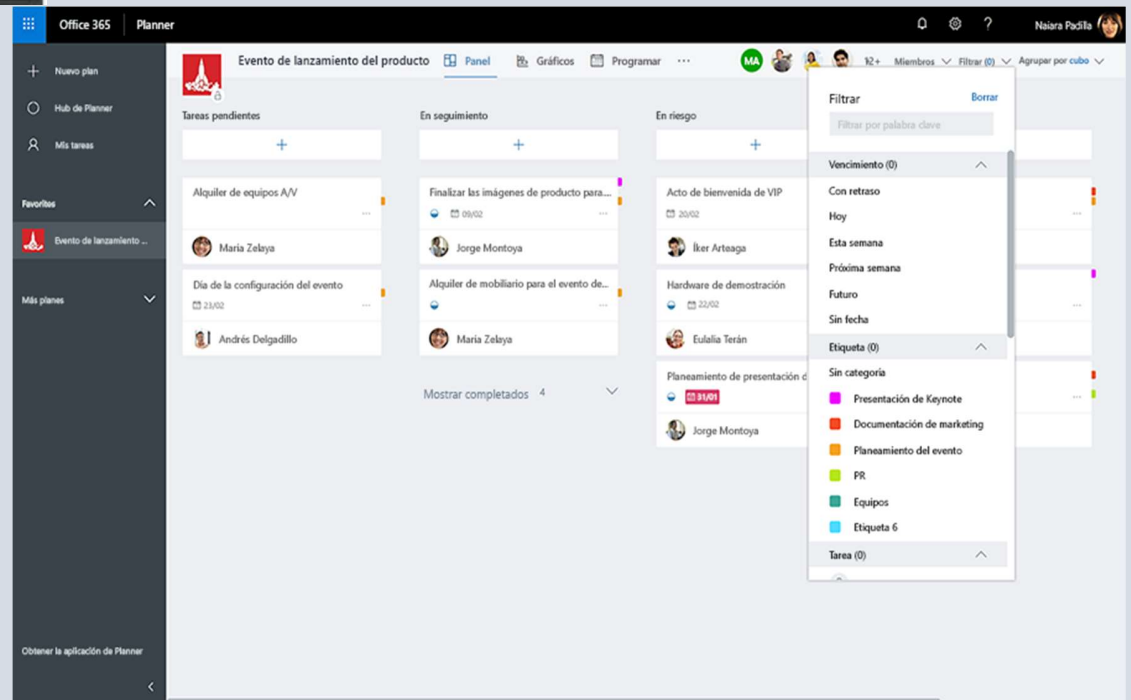 Office 365
Planner
?
Naiara Padilla
Nuevo plan
Hub de Planner
Mis tareas
Favoritos
Evento de lanzamiento ...
Más planes
Obtener la aplicación de Planner
Evento de lanzamiento del producto
Panel
Gráficos
Programar
...
MA
12+
Miembros
Filtrar (0)
Agrupar por cubo
Tareas pendientes
Alquiler de equipos A/V
María Zelaya
Día de la configuración del evento
23/02
Andrés Delgadillo
En seguimiento
Finalizar las imágenes de producto para...
09/02
Jorge Montoya
Alquiler de mobiliario para el evento de...
María Zelaya
Mostrar completados 4
En riesgo
Acto de bienvenida de VIP
20/02
Íker Arteaga
Hardware de demostración
22/02
Eulalia Terán
Planeamiento de presentación d
31/01
Jorge Montoya
Filtrar
Borrar
Filtrar por palabra clave
Vencimiento (0)
Con retraso
Hoy
Esta semana
Próxima semana
Futuro
Sin fecha
Etiqueta (0)
Sin categoría
Presentación de Keynote
Documentación de marketing
Planeamiento del evento
PR
Equipos
Etiqueta 6
Tarea (0)